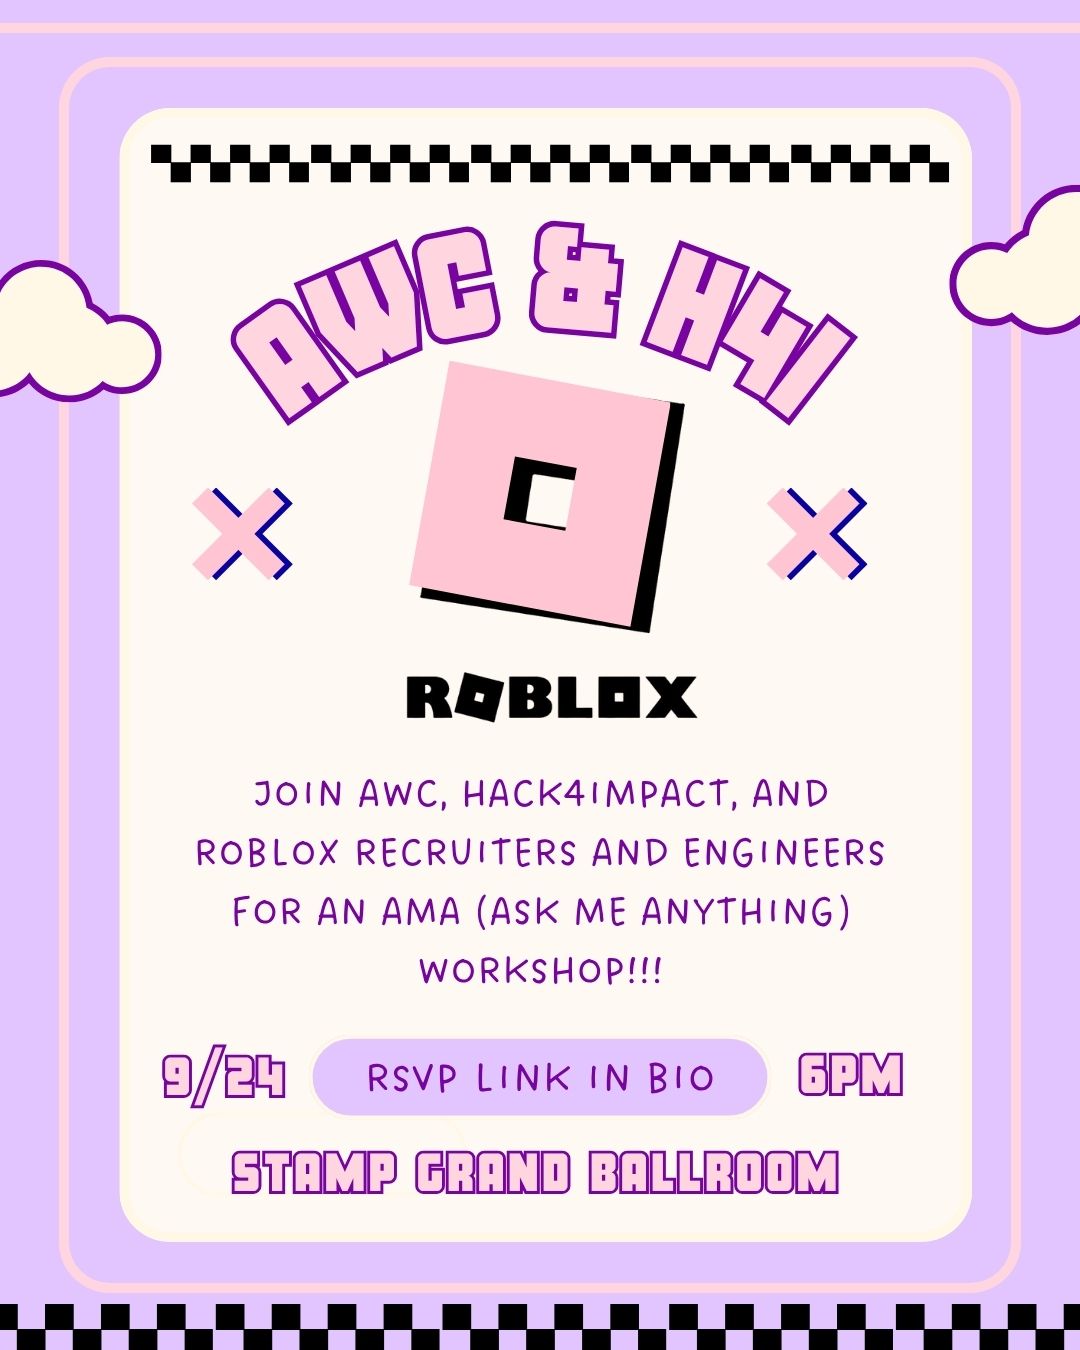 AWC & H4I
ROBLOX
JOIN AWC, HACK4IMPACT, AND
ROBLOX RECRUITERS AND ENGINEERS
FOR AN AMA (ASK ME ANYTHING)
WORKSHOP!!!
9/24 RSVP LINK IN BIO 6PM
STAMP GRAND BALLROOM